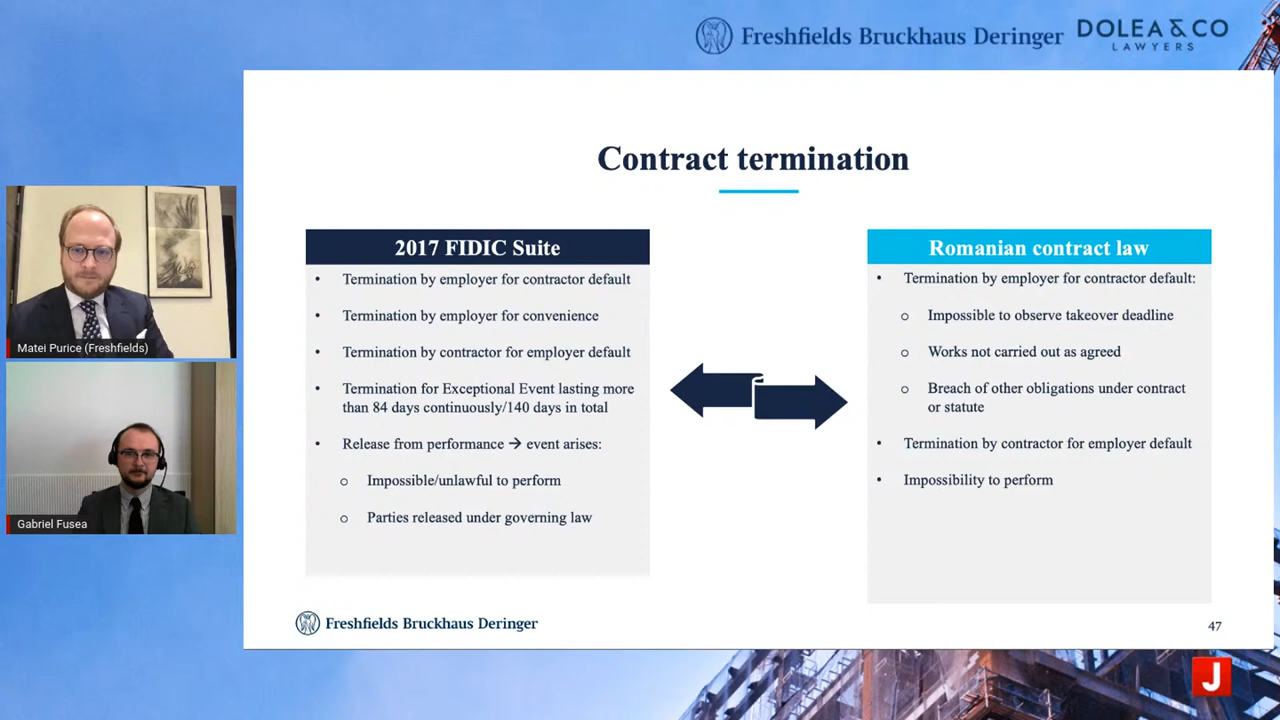 Freshfields Bruckhaus Deringer
DOLEA & CO
LAWYERS
Contract termination
2017 FIDIC Suite
• Termination by employer for contractor default
• Termination by employer for convenience
• Termination by contractor for employer default
• Termination for Exceptional Event lasting more
than 84 days continuously/140 days in total
• Release from performance → event arises:
o Impossible/unlawful to perform
o Parties released under governing law
Romanian contract law
• Termination by employer for contractor default:
o Impossible to observe takeover deadline
o Works not carried out as agreed
o Breach of other obligations under contract
or statute
• Termination by contractor for employer default
• Impossibility to perform
Matei Purice (Freshfields)
Gabriel Fusea
Freshfields Bruckhaus Deringer
47
J